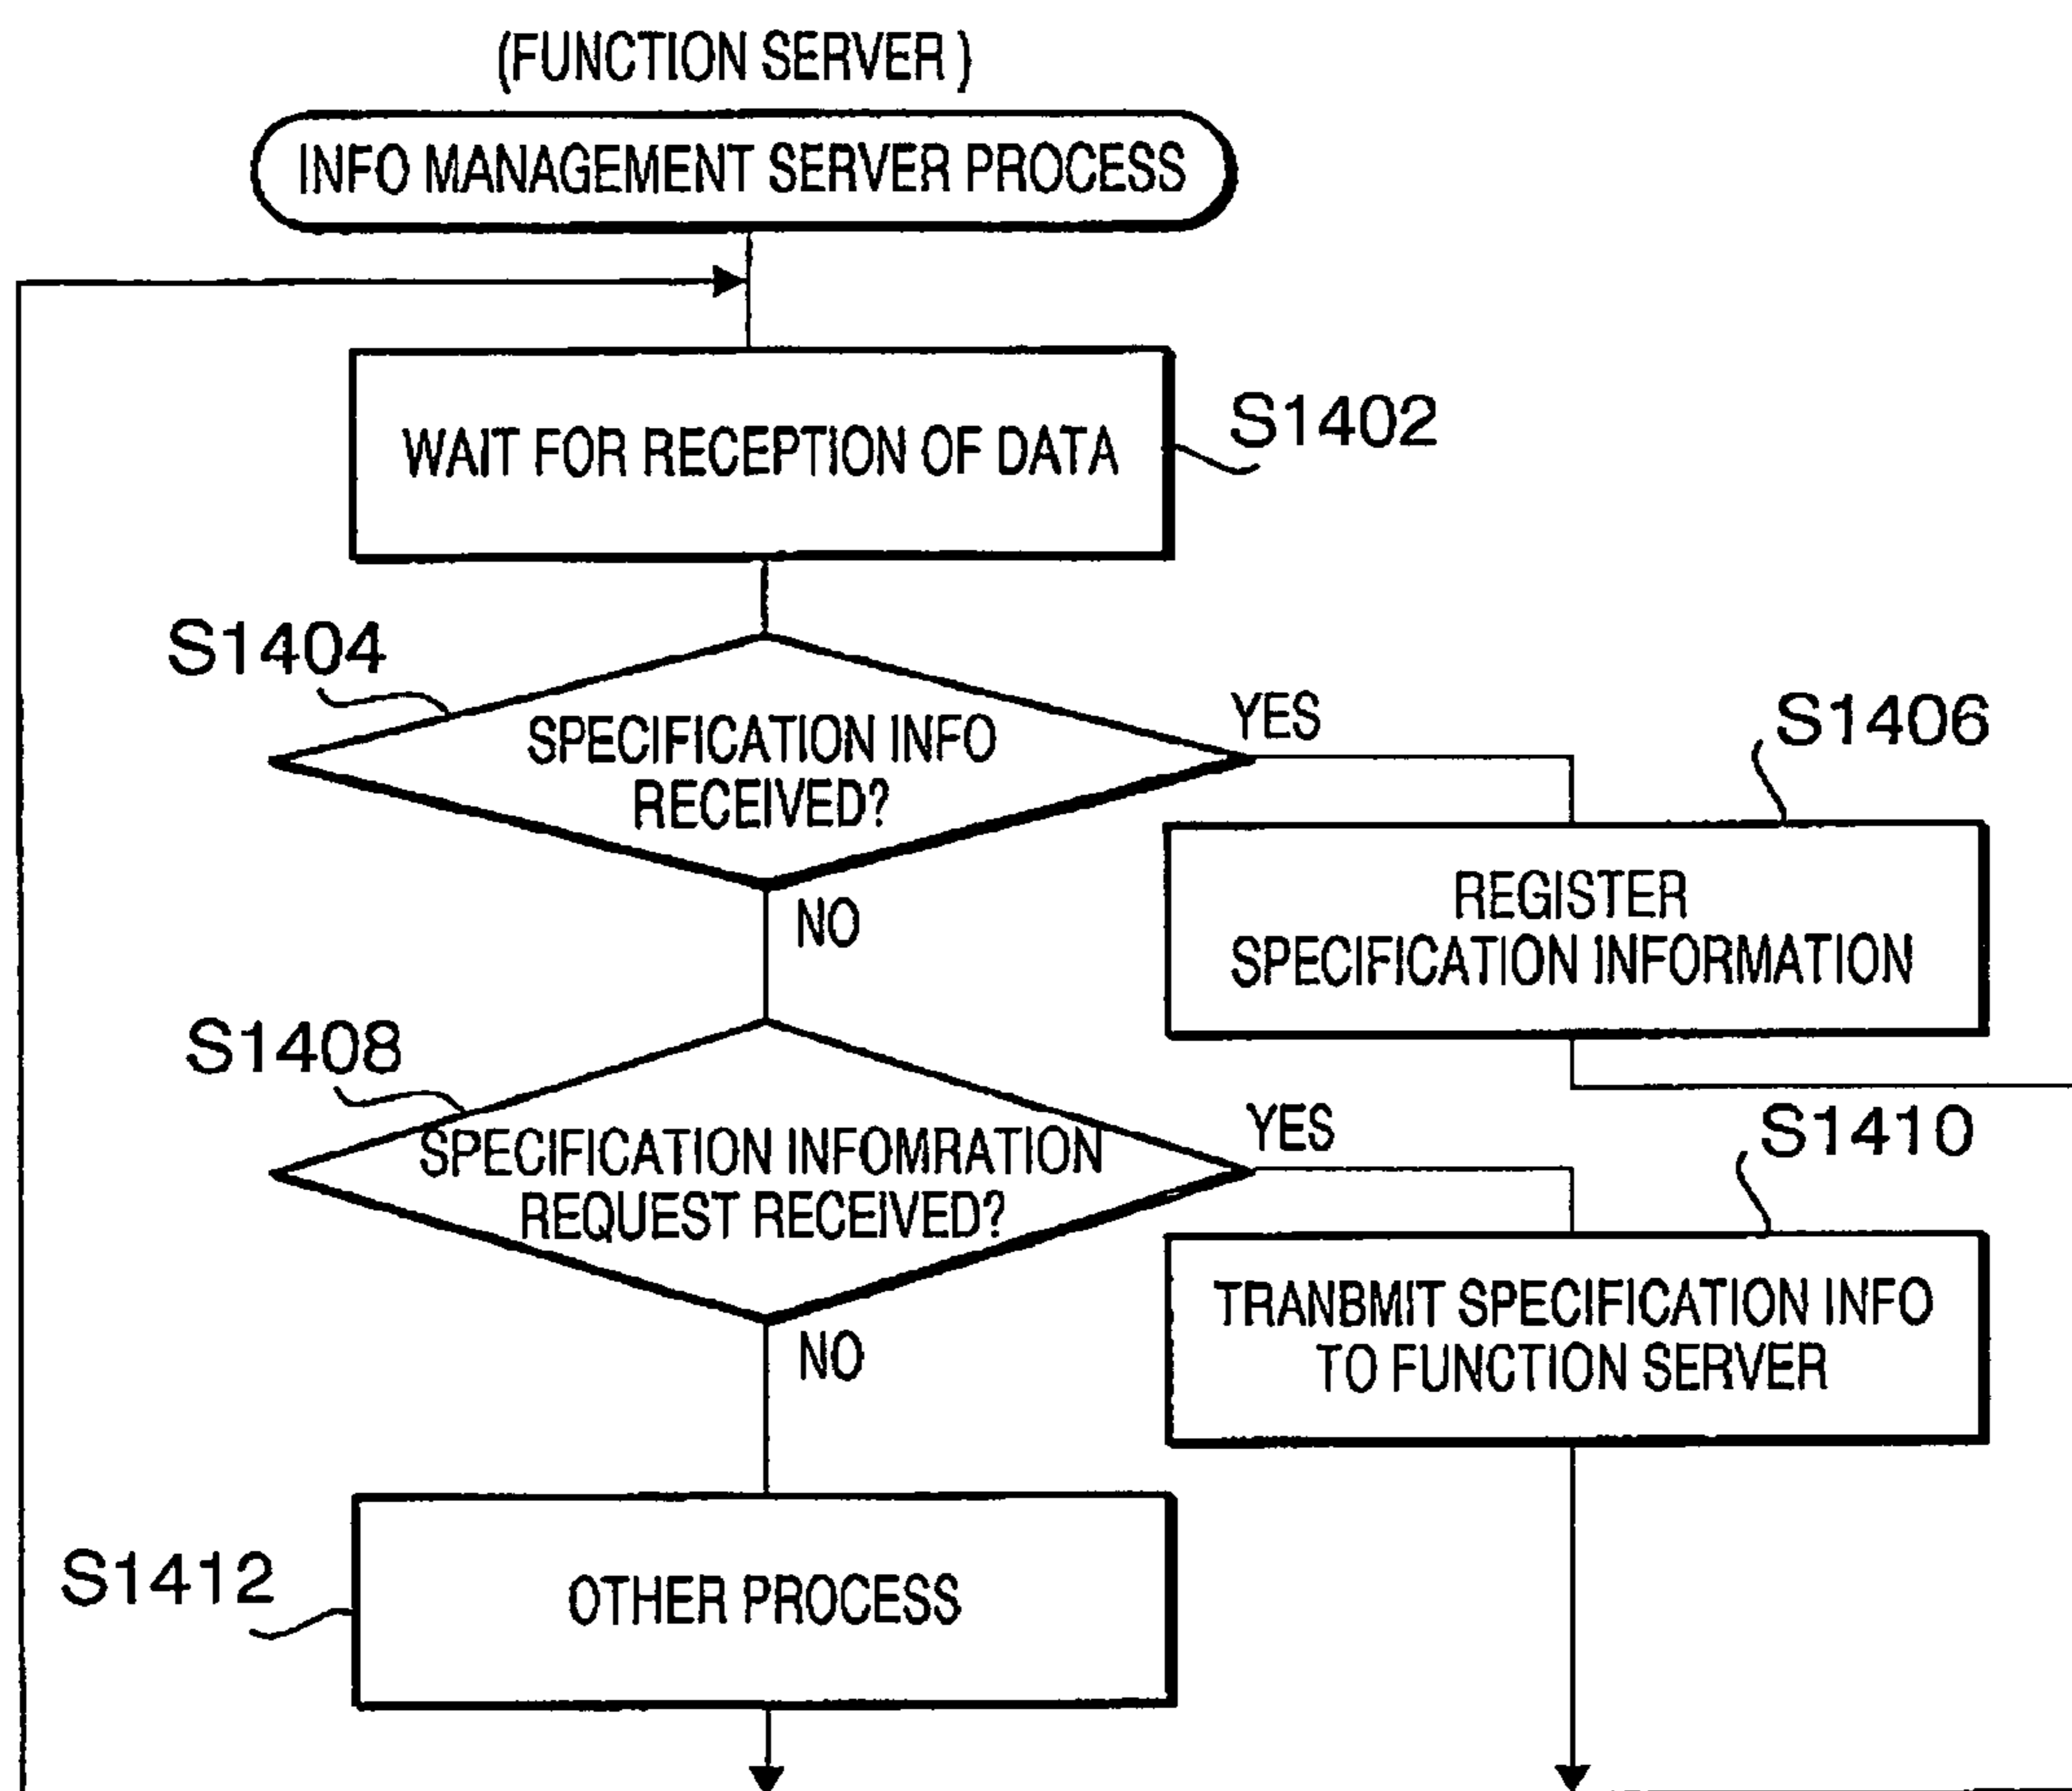 (FUNCTION SERVER)
INFO MANAGEMENT SERVER PROCESS
WAIT FOR RECEPTION OF DATA
S1402
S1404
SPECIFICATION INFO
RECEIVED?
YES
NO
S1406
REGISTER
SPECIFICATION INFORMATION
S1408
SPECIFICATION INFOMRATION
REQUEST RECEIVED?
YES
NO
S1410
TRANBMIT SPECIFICATION INFO
TO FUNCTION SERVER
S1412
OTHER PROCESS